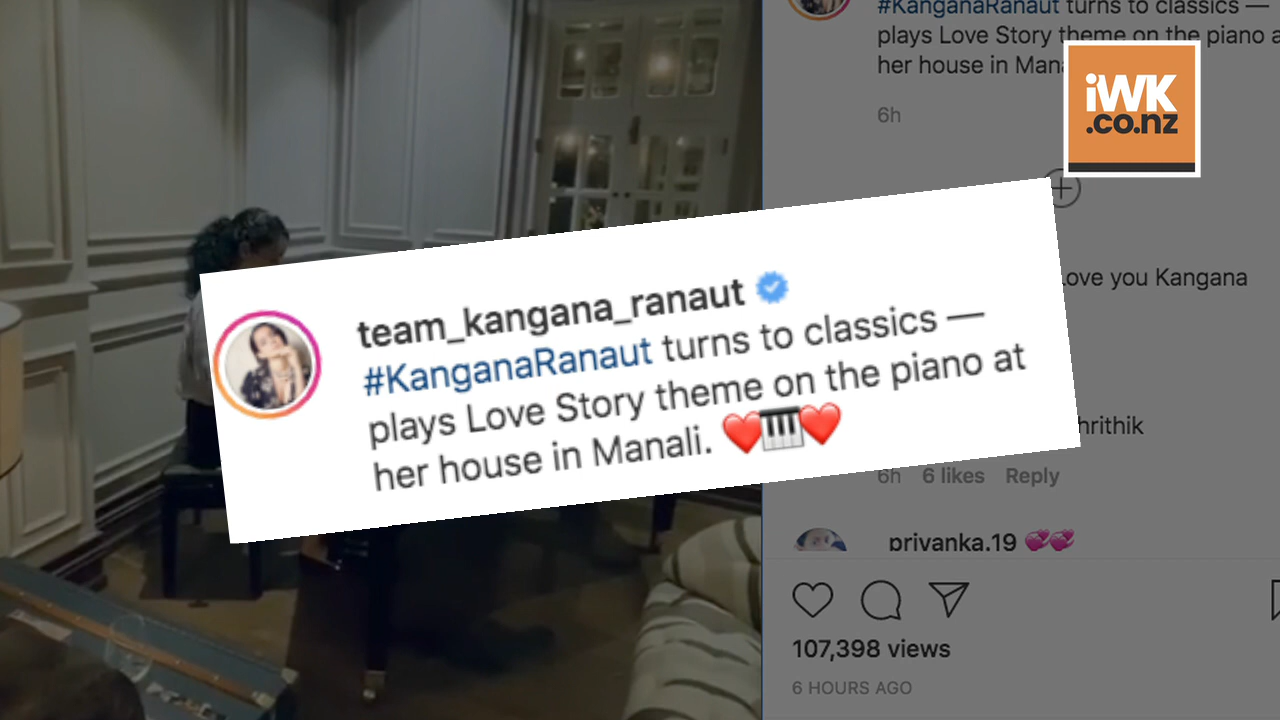 #KanganaRanaut turns to classics —
plays Love Story theme on the piano a
her house in Mana
6h
iWK
.co.nz
Love you Kangana
team_kangana_ranaut
#KanganaRanaut turns to classics —
plays Love Story theme on the piano at
her house in Manali. ❤️🎹❤️
hrithik
6h 6 likes Reply
priyanka.19 💞💞
107,398 views
6 HOURS AGO